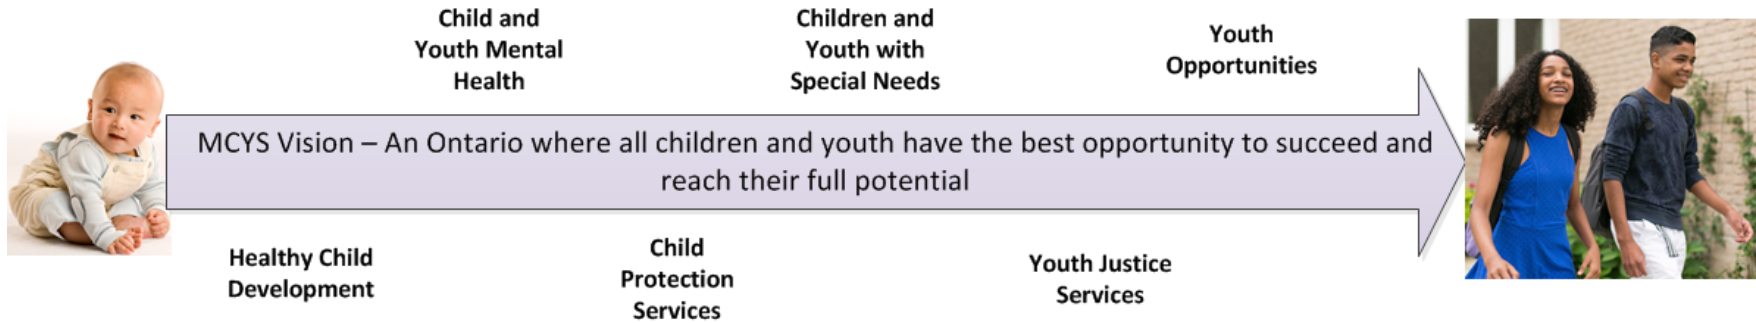 Child and
Youth Mental
Health
Children and
Youth with
Special Needs
Youth
Opportunities
MCYS Vision – An Ontario where all children and youth have the best opportunity to succeed and
reach their full potential
Healthy Child
Development
Child
Protection
Services
Youth Justice
Services